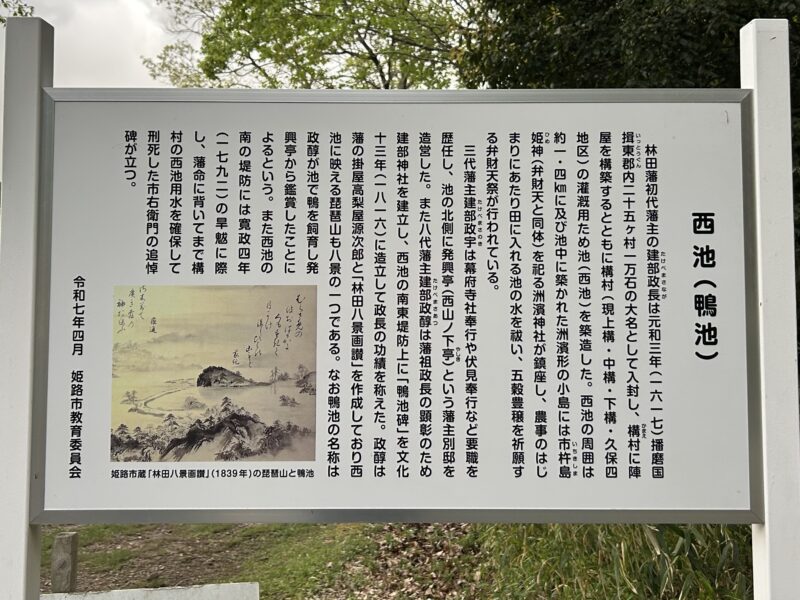 西池（鴨池）
林田藩初代藩主の建部政長は元和三年（一六一七）播磨国
揖東郡内二十五ヶ村一万石の大名として入封し、構村に陣
屋を構築するとともに構村（現上構・中構・下構・久保四
地区）の灌漑用ため池（西池）を築造した。西池の周囲は
約一・四㎞に及び池中に築かれた洲濱形の小島には市杵島
姫神（弁財天と同体）を祀る洲濱神社が鎮座し、農事のはじ
まりにあたり田に入れる池の水を祓い、五穀豊穣を祈願す
る弁財天祭が行われている。
三代藩主建部政宇は幕府寺社奉行や伏見奉行など要職を
歴任し、池の北側に発興亭（西山ノ下亭）という藩主別邸を
造営した。また八代藩主建部政醇は藩祖政長の顕彰のため
建部神社を建立し、西池の南東堤防上に「鴨池碑」を文化
十三年（一八一六）に造立して政長の功績を称えた。政醇は
藩の掛屋高梨屋源次郎と「林田八景画讃」を作成しており西
池に映える琵琶山も八景の一つである。なお鴨池の名称は
政醇が池で鴨を飼育し発
興亭から鑑賞したことに
よるという。また西池の
南の堤防には寛政四年
（一七九二）の旱魃に際
し、藩命に背いてまで構
村の西池用水を確保して
刑死した市右衛門の追悼
碑が立つ。
令和七年四月　姫路市教育委員会
姫路市蔵「林田八景画讃」（1839年）の琵琶山と鴨池